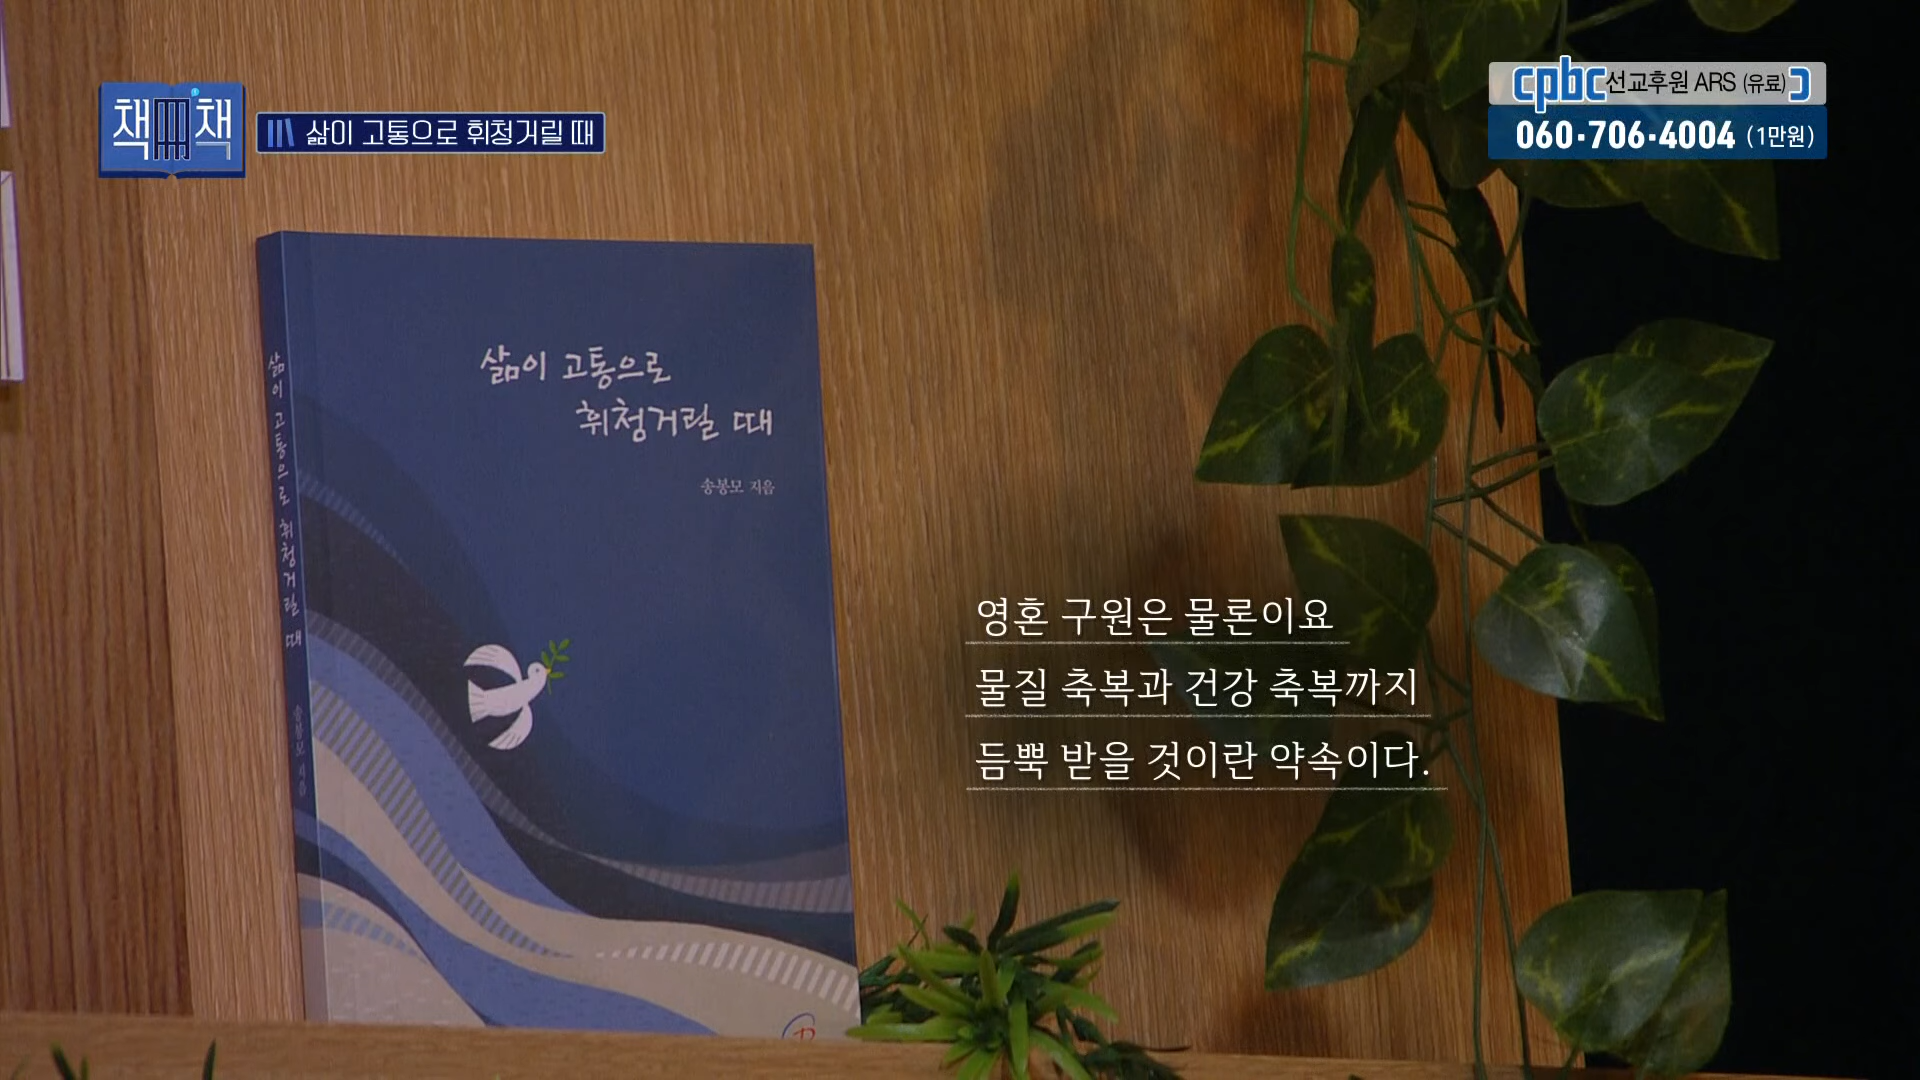 책冊책
삶이 고통으로 휘청거릴 때
cpbc 선교후원 ARS (유료)
060·706·4004 (1만원)
삶이 고통으로
휘청거릴 때
송봉모 지음
삶이 고통으로 휘청거릴 때 송봉모 지음
영혼 구원은 물론이요
물질 축복과 건강 축복까지
듬뿍 받을 것이란 약속이다.